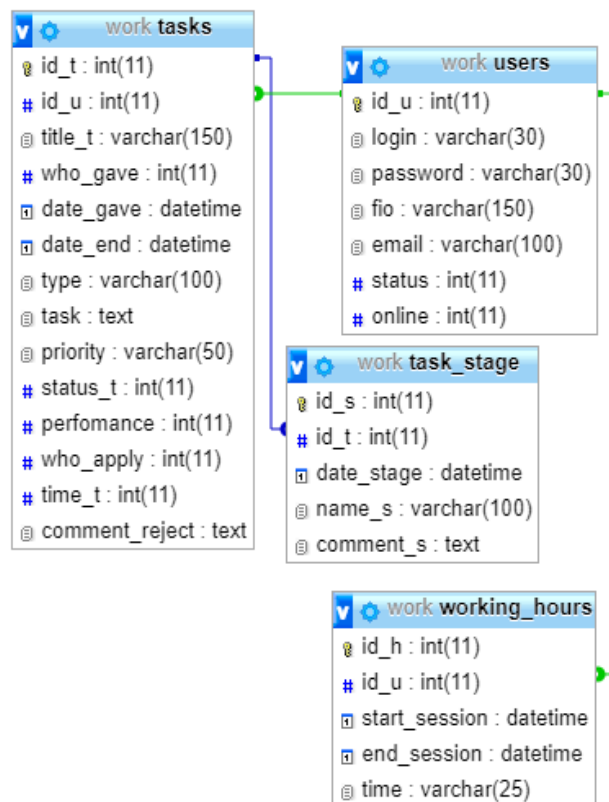 work tasks
id_t : int(11)
id_u : int(11)
title_t : varchar(150)
who_gave : int(11)
date_gave : datetime
date_end : datetime
type : varchar(100)
task : text
priority : varchar(50)
status_t : int(11)
perfomance : int(11)
who_apply : int(11)
time_t : int(11)
comment_reject : text
work users
id_u : int(11)
login : varchar(30)
password : varchar(30)
fio : varchar(150)
email : varchar(100)
status : int(11)
online : int(11)
work task_stage
id_s : int(11)
id_t : int(11)
date_stage : datetime
name_s : varchar(100)
comment_s : text
work working_hours
id_h : int(11)
id_u : int(11)
start_session : datetime
end_session : datetime
time : varchar(25)